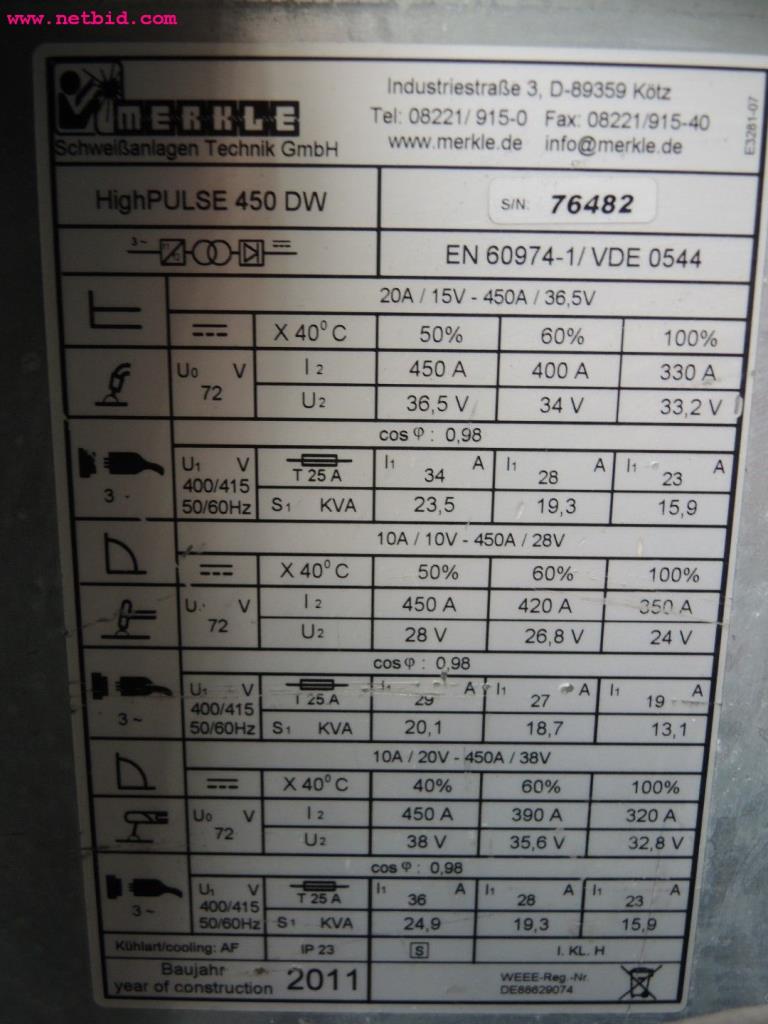 www.netbid.com
MERKLE
Schweißanlagen Technik GmbH
Industriestraße 3, D-89359 Kötz
Tel: 08221/ 915-0 Fax: 08221/915-40
www.merkle.de info@merkle.de
E3281-07
HighPULSE 450 DW
S/N: 76482
3~
EN 60974-1/ VDE 0544
20A / 15V - 450A / 36,5V
X 40⁰ C 50% 60% 100%
U₀ V 72
I ₂ 450 A 400 A 330 A
U₂ 36,5 V 34 V 33,2 V
cos φ : 0,98
3 -
U₁ V 400/415 50/60Hz
T 25 A I₁ 34 A I₁ 28 A I₁ 23 A
S₁ KVA 23,5 19,3 15,9
10A / 10V - 450A / 28V
X 40⁰ C 50% 60% 100%
U. V 72
I ₂ 450 A 420 A 350 A
U₂ 28 V 26,8 V 24 V
cos φ : 0,98
3 ~
U₁ V 400/415 50/60Hz
T 25 A I₁ 29 A I₁ 27 A I₁ 19 A
S₁ KVA 20,1 18,7 13,1
10A / 20V - 450A / 38V
X 40⁰ C 40% 60% 100%
U₀ V 72
I ₂ 450 A 390 A 320 A
U₂ 38 V 35,6 V 32,8 V
cos φ : 0,98
3 ~
U₁ V 400/415 50/60Hz
T 25 A I₁ 36 A I₁ 28 A I₁ 23 A
S₁ KVA 24,9 19,3 15,9
Kühlart/cooling: AF IP 23 S I. KL. H
Baujahr
year of construction 2011
WEEE-Reg.-Nr.
DE88629074